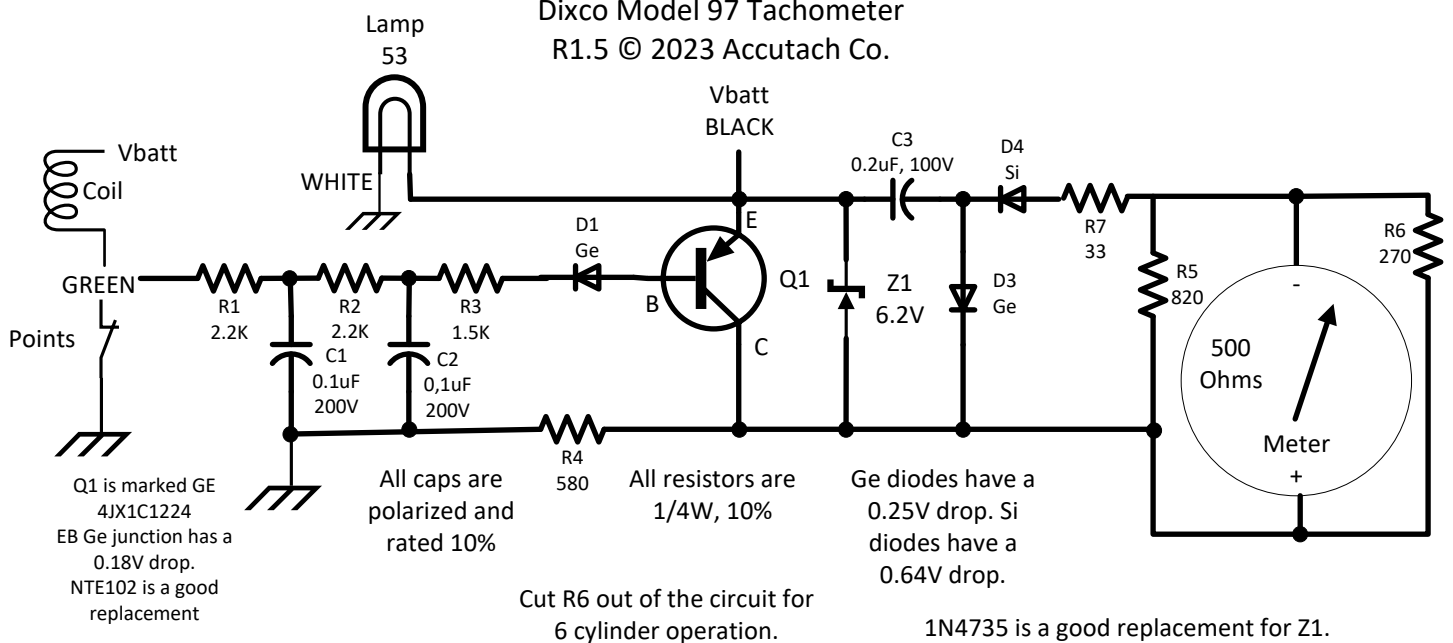 Dixco Model 97 Tachometer
R1.5 © 2023 Accutach Co.
Lamp
53
Vbatt
BLACK
Vbatt
Coil
WHITE
GREEN
Points
R1
2.2K
C1
0.1uF
200V
R2
2.2K
C2
0,1uF
200V
R3
1.5K
D1
Ge
E
B
C
Q1
Z1
6.2V
C3
0.2uF, 100V
D4
Si
D3
Ge
R7
33
R5
820
R6
270
-
500
Ohms
Meter
+
R4
580
Q1 is marked GE
4JX1C1224
EB Ge junction has a
0.18V drop.
NTE102 is a good
replacement
All caps are
polarized and
rated 10%
All resistors are
1/4W, 10%
Ge diodes have a
0.25V drop. Si
diodes have a
0.64V drop.
Cut R6 out of the circuit for
6 cylinder operation.
1N4735 is a good replacement for Z1.